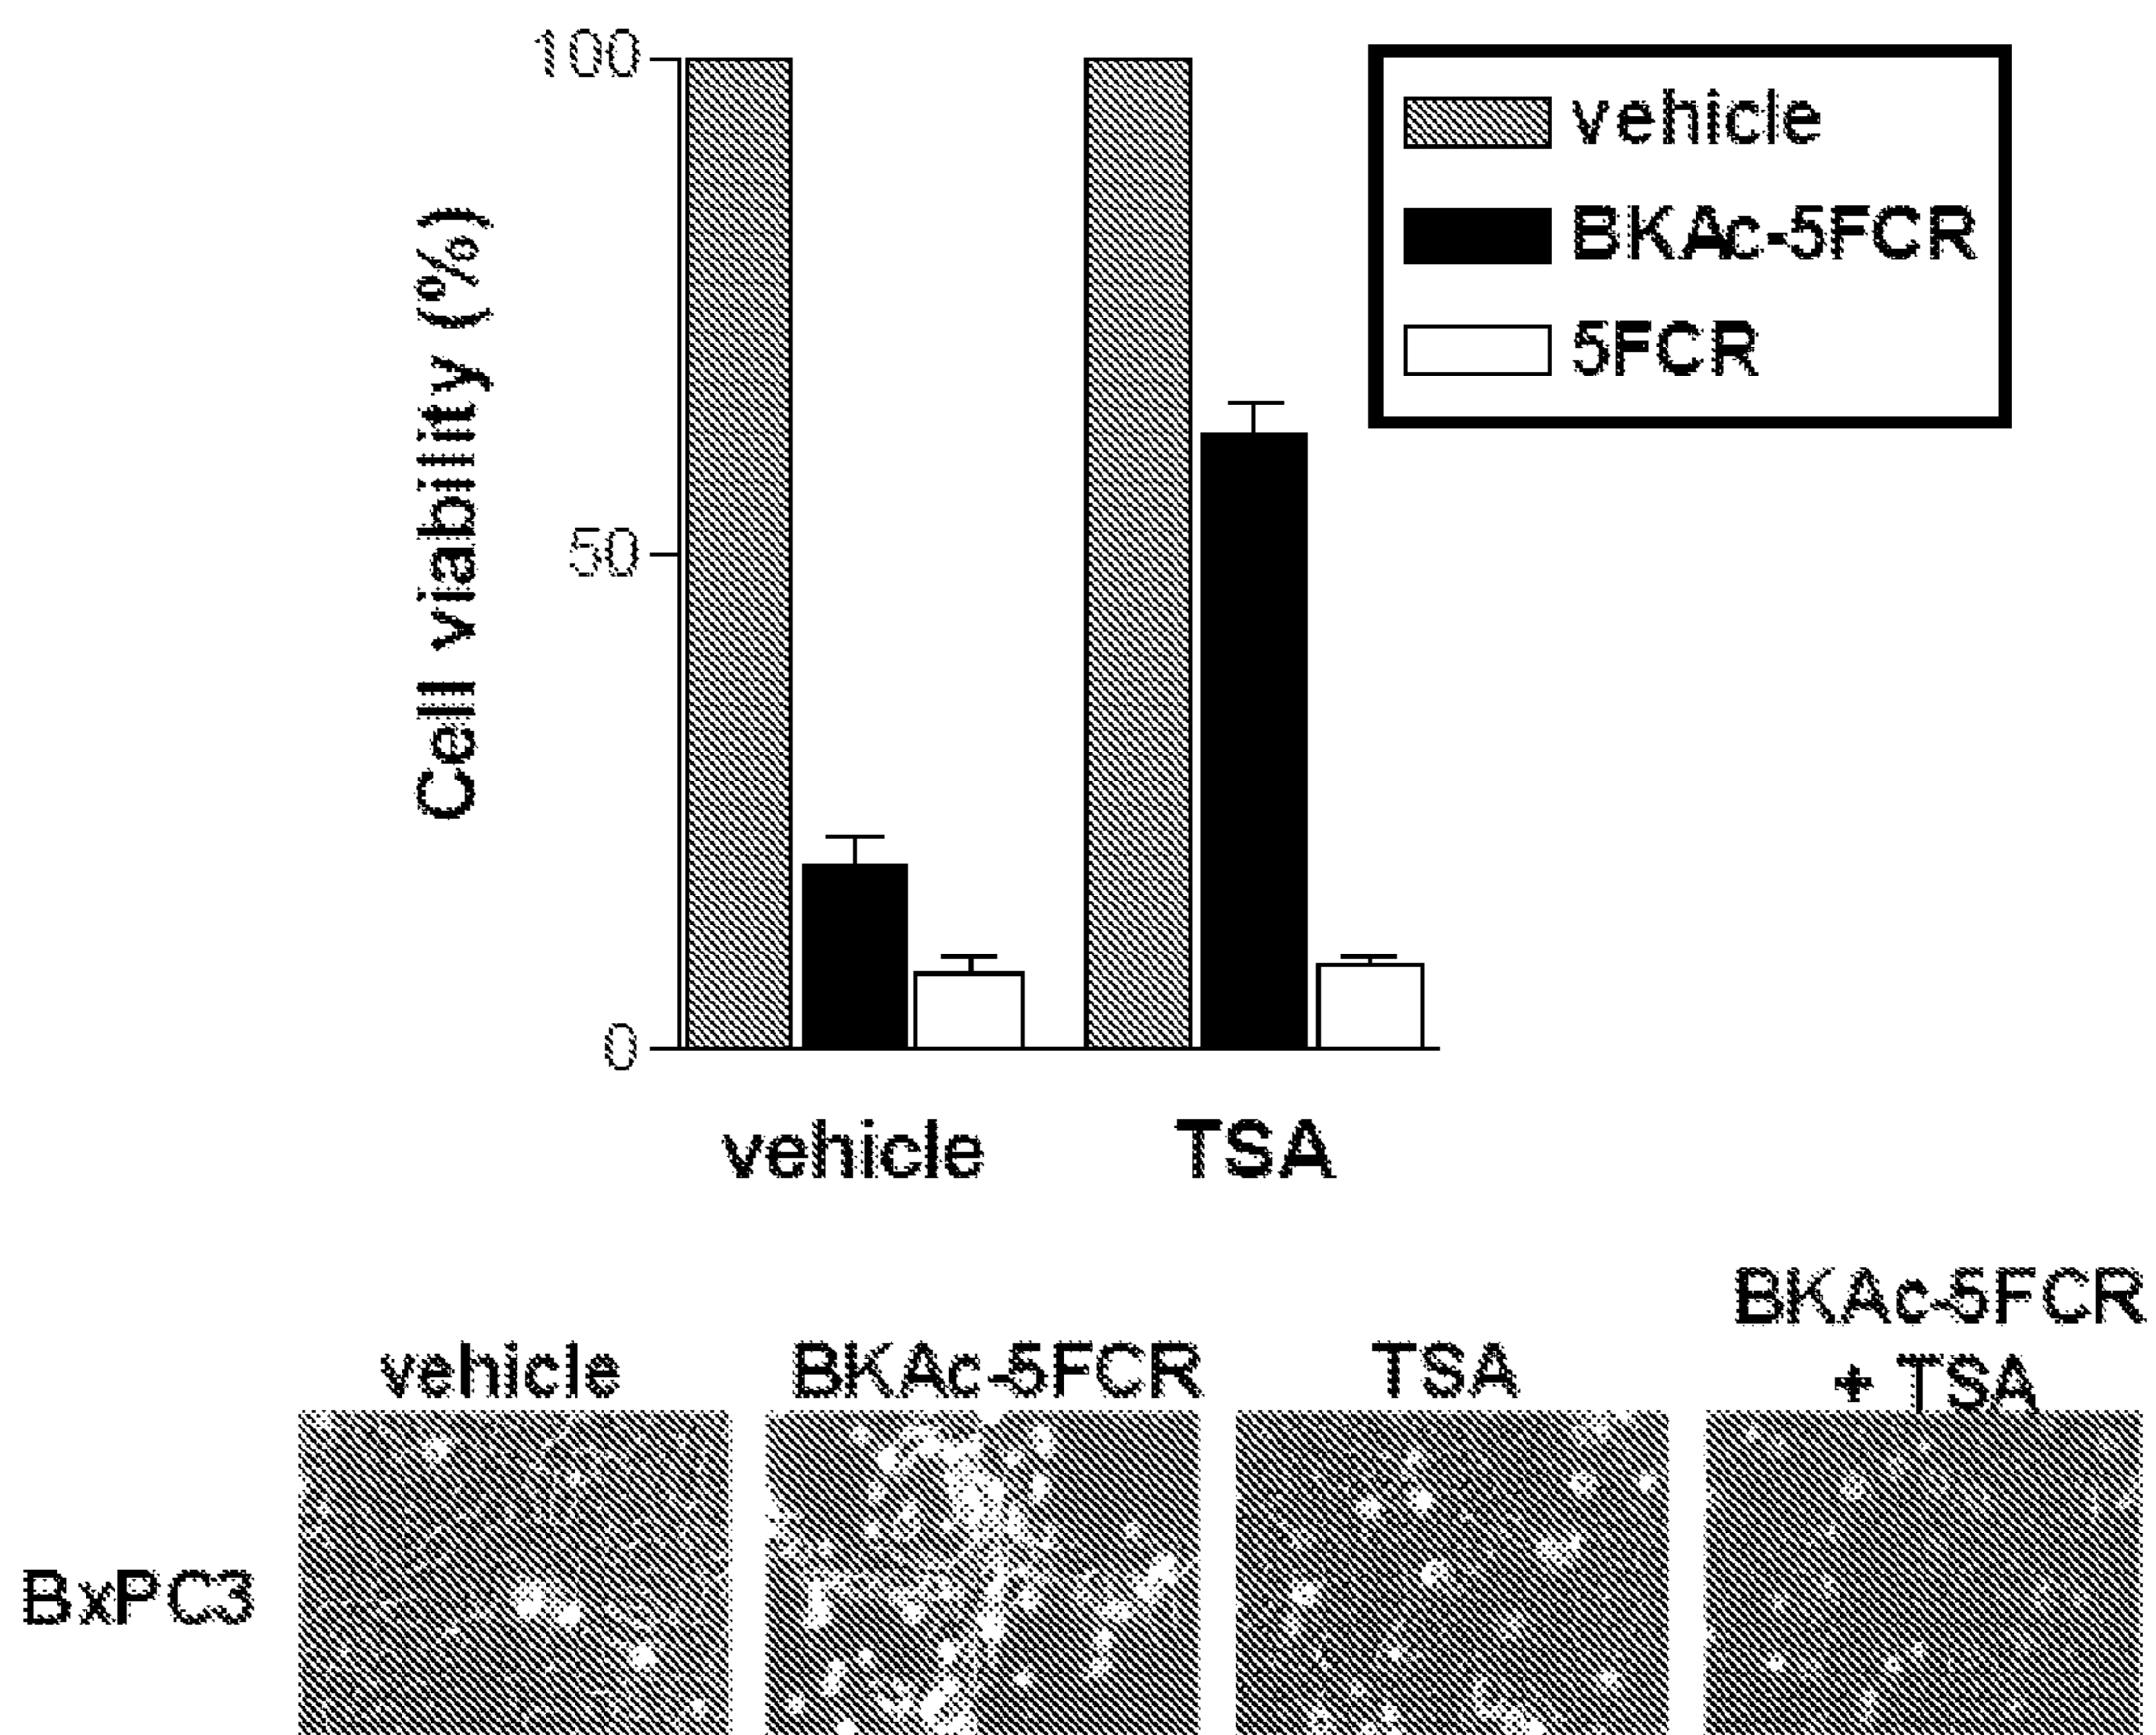 100
50
0
Cell viability (%)
vehicle
BKAc-5FCR
5FCR
vehicle
TSA
vehicle
BKAc-5FCR
TSA
BKAc-5FCR
+ TSA
BxPC3